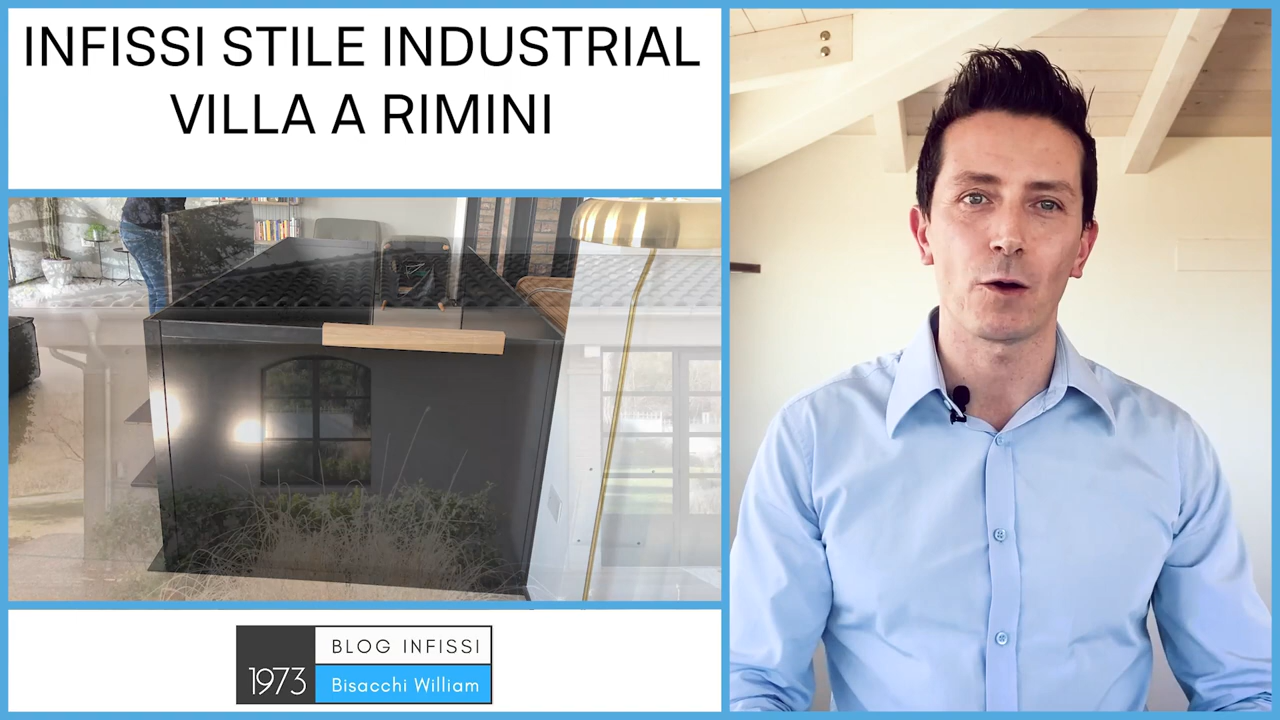 INFISSI STILE INDUSTRIAL
VILLA A RIMINI
1973
BLOG INFISSI
Bisacchi William